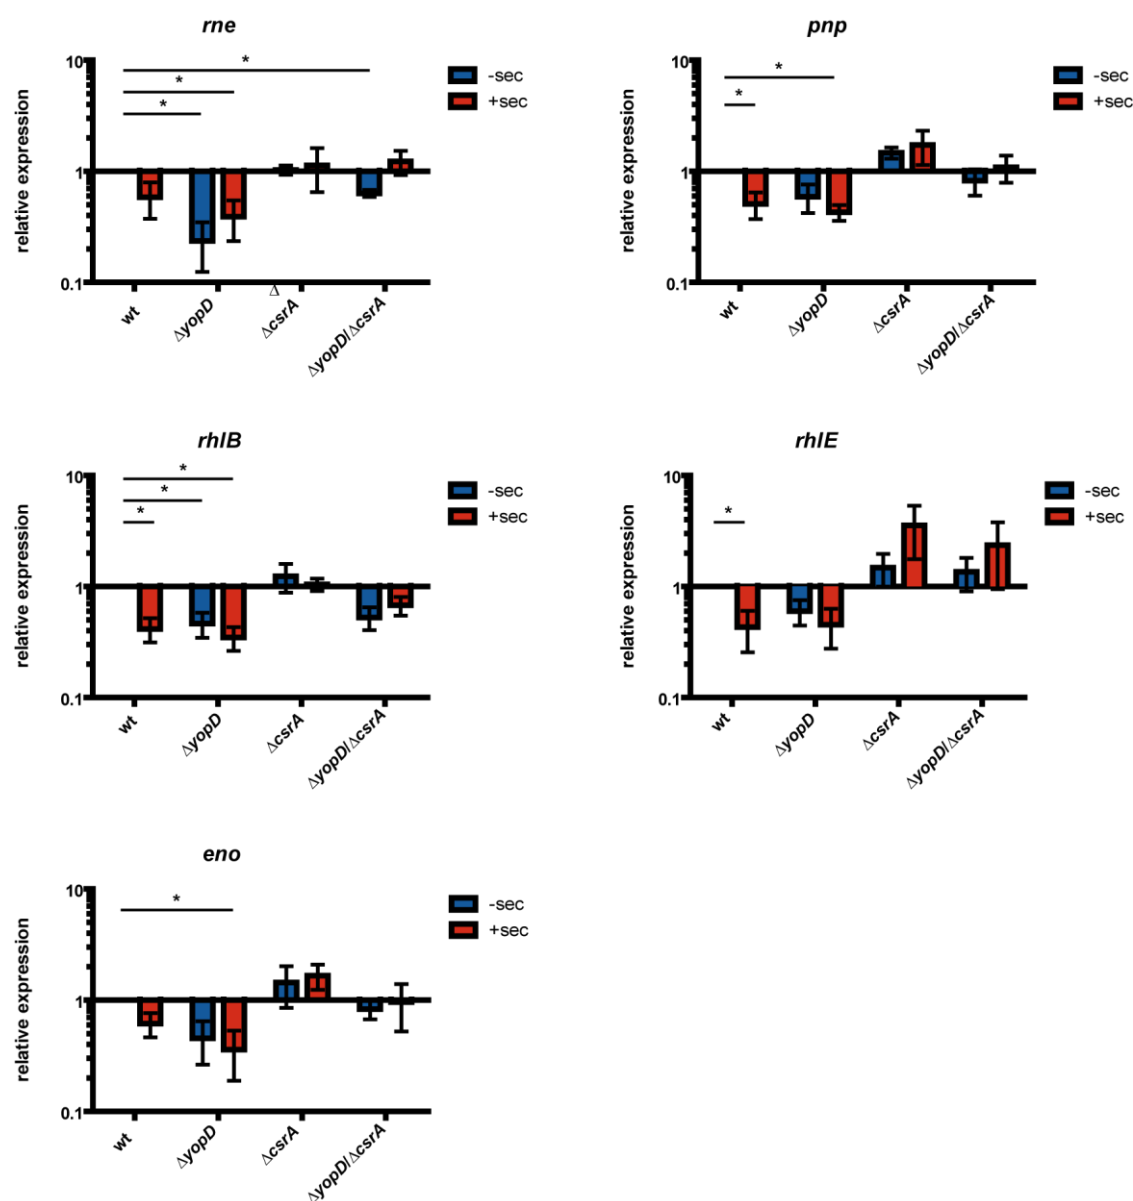 rne
10
1
0.1
relative expression
-sec
+sec
*
*
*
wt
ΔyopD
Δ
ΔcsrA
ΔyopD/ΔcsrA
pnp
10
1
0.1
relative expression
-sec
+sec
*
*
wt
ΔyopD
ΔcsrA
ΔyopD/ΔcsrA
rhlB
10
1
0.1
relative expression
-sec
+sec
*
*
*
wt
ΔyopD
ΔcsrA
ΔyopD/ΔcsrA
rhlE
10
1
0.1
relative expression
-sec
+sec
*
wt
ΔyopD
ΔcsrA
ΔyopD/ΔcsrA
eno
10
1
0.1
relative expression
-sec
+sec
*
wt
ΔyopD
ΔcsrA
ΔyopD/ΔcsrA